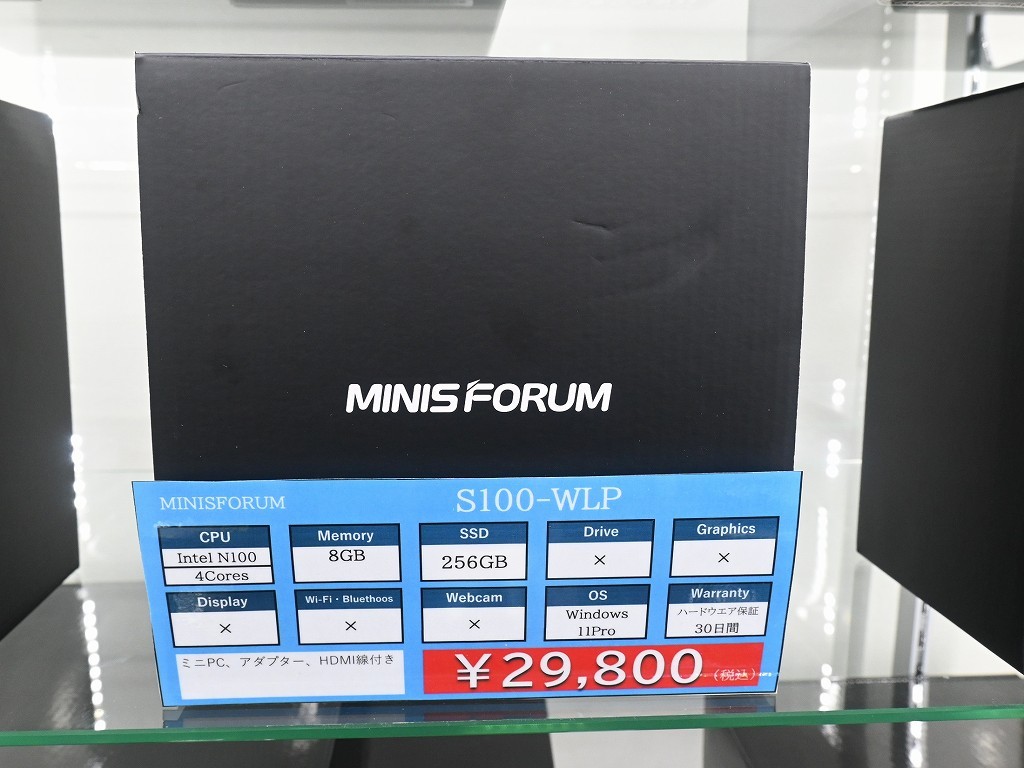 MINISFORUM
MINISFORUM
S100-WLP
CPU
Intel N100
4Cores
Memory
8GB
SSD
256GB
Drive
×
Graphics
×
Display
×
Wi-Fi・Bluethoos
×
Webcam
×
OS
Windows
11Pro
Warranty
ハードウエア保証
30日間
ミニPC、アダプター、HDMI線付き
￥29,800(税込)